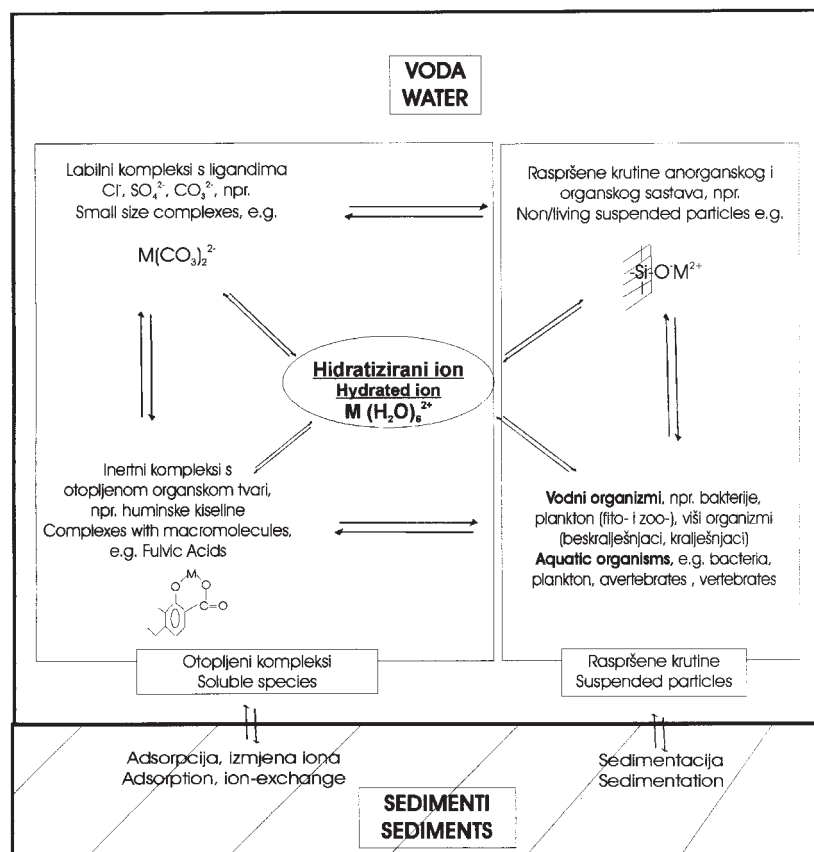 VODA
WATER
Labilni kompleksi s ligandima
Cl⁻, SO₄²⁻, CO₃²⁻, npr.
Small size complexes, e.g.
M(CO₃)₂²⁻
Raspršene krutine anorganskog i
organskog sastava, npr.
Non/living suspended particles e.g.
-Si-O⁻M²⁺
Hidratizirani ion
Hydrated ion
M (H₂O)₆²⁺
Inertni kompleksi s
otopljenom organskom tvari,
npr. huminske kiseline
Complexes with macromolecules,
e.g. Fulvic Acids
M
O
O
C=O
Vodni organizmi, npr. bakterije,
plankton (fito- i zoo-), viši organizmi
(beskralješnjaci, kralješnjaci)
Aquatic organisms, e.g. bacteria,
plankton, avertebrates , vertebrates
Otopljeni kompleksi
Soluble species
Raspršene krutine
Suspended particles
Adsorpcija, izmjena iona
Adsorption, ion-exchange
Sedimentacija
Sedimentation
SEDIMENTI
SEDIMENTS